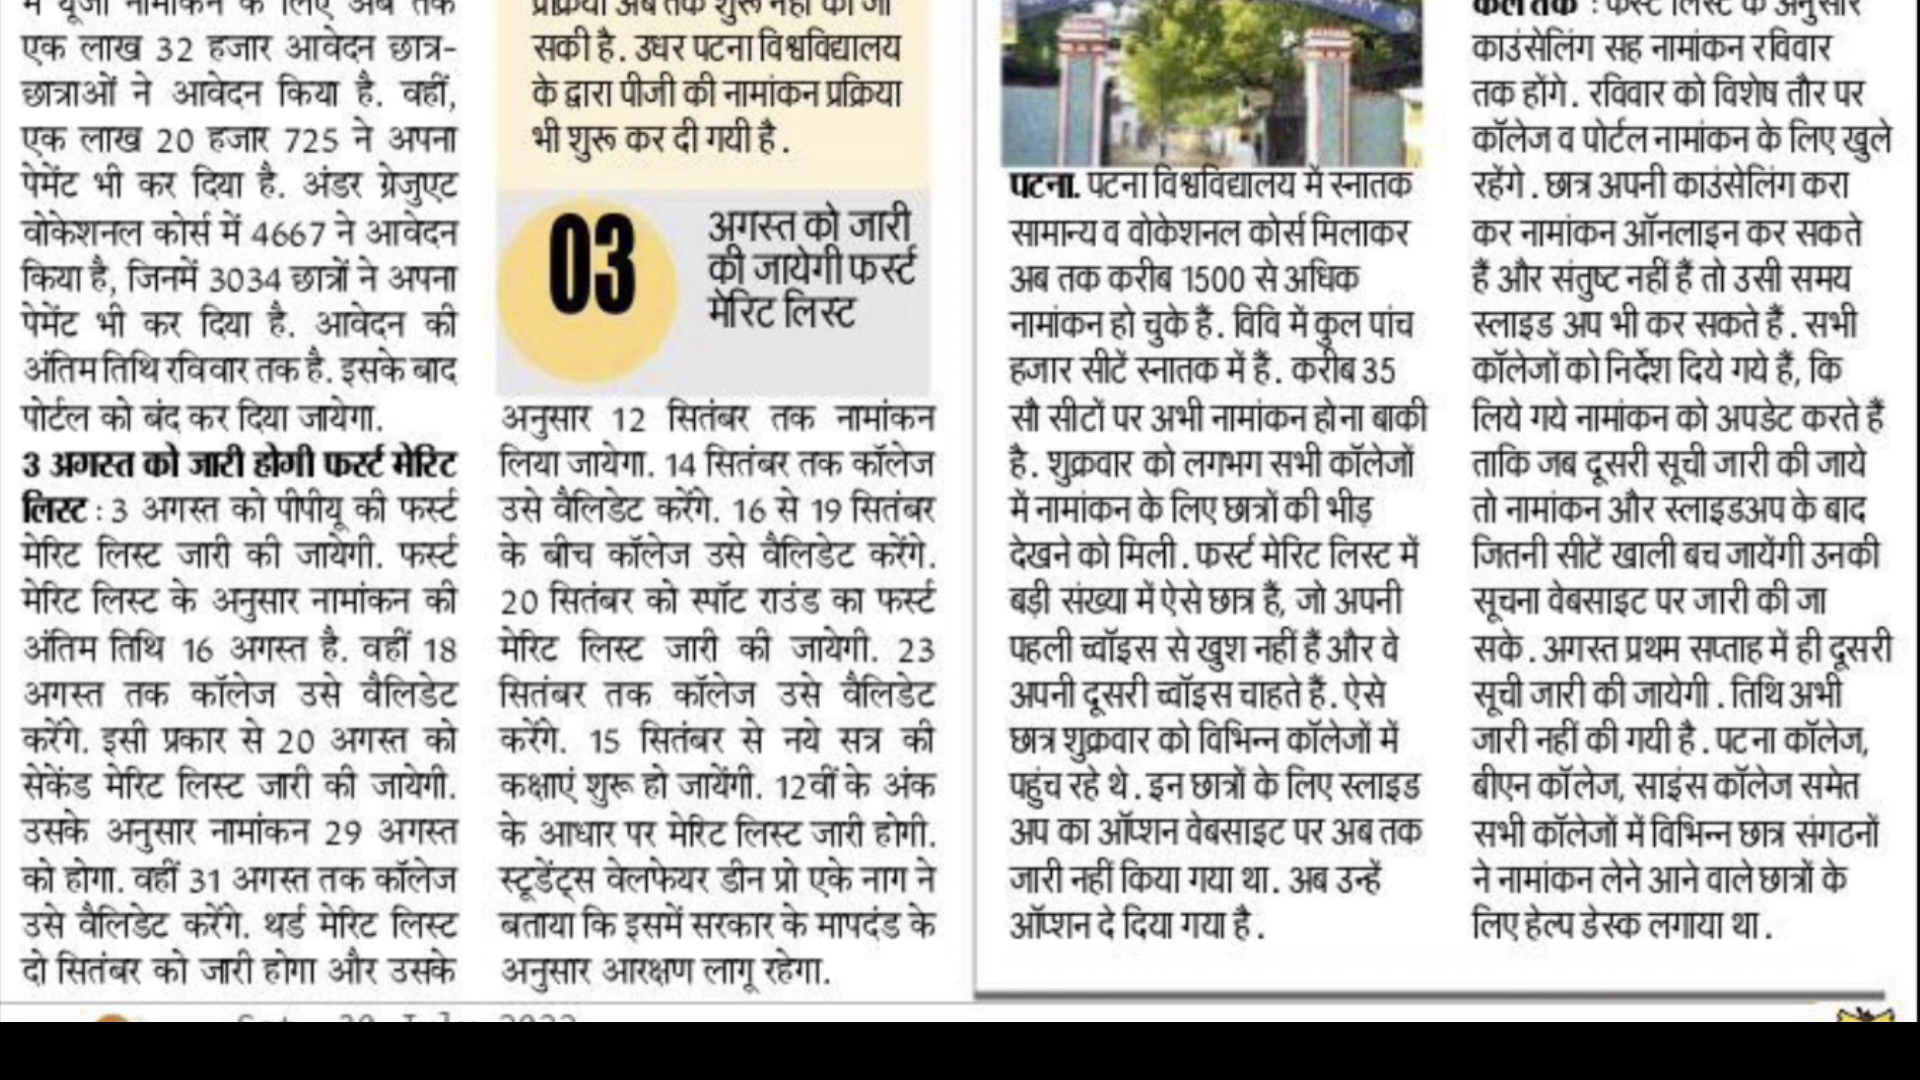 में यूजी नामांकन के लिए अब तक
एक लाख 32 हजार आवेदन छात्र-
छात्राओं ने आवेदन किया है. वहीं,
एक लाख 20 हजार 725 ने अपना
पेमेंट भी कर दिया है. अंडर ग्रेजुएट
वोकेशनल कोर्स में 4667 ने आवेदन
किया है, जिनमें 3034 छात्रों ने अपना
पेमेंट भी कर दिया है. आवेदन की
अंतिम तिथि रविवार तक है. इसके बाद
पोर्टल को बंद कर दिया जायेगा.
3 अगस्त को जारी होगी फर्स्ट मेरिट
लिस्ट : 3 अगस्त को पीपीयू की फर्स्ट
मेरिट लिस्ट जारी की जायेगी. फर्स्ट
मेरिट लिस्ट के अनुसार नामांकन की
अंतिम तिथि 16 अगस्त है. वहीं 18
अगस्त तक कॉलेज उसे वैलिडेट
करेंगे. इसी प्रकार से 20 अगस्त को
सेकेंड मेरिट लिस्ट जारी की जायेगी.
उसके अनुसार नामांकन 29 अगस्त
को होगा. वहीं 31 अगस्त तक कॉलेज
उसे वैलिडेट करेंगे. थर्ड मेरिट लिस्ट
दो सितंबर को जारी होगा और उसके
प्रक्रिया अब तक शुरू नहीं की जा
सकी है. उधर पटना विश्वविद्यालय
के द्वारा पीजी की नामांकन प्रक्रिया
भी शुरू कर दी गयी है.
03
अगस्त को जारी
की जायेगी फर्स्ट
मेरिट लिस्ट
अनुसार 12 सितंबर तक नामांकन
लिया जायेगा. 14 सितंबर तक कॉलेज
उसे वैलिडेट करेंगे. 16 से 19 सितंबर
के बीच कॉलेज उसे वैलिडेट करेंगे.
20 सितंबर को स्पॉट राउंड का फर्स्ट
मेरिट लिस्ट जारी की जायेगी. 23
सितंबर तक कॉलेज उसे वैलिडेट
करेंगे. 15 सितंबर से नये सत्र की
कक्षाएं शुरू हो जायेंगी. 12वीं के अंक
के आधार पर मेरिट लिस्ट जारी होगी.
स्टूडेंट्स वेलफेयर डीन प्रो एके नाग ने
बताया कि इसमें सरकार के मापदंड के
अनुसार आरक्षण लागू रहेगा.
पटना. पटना विश्वविद्यालय में स्नातक
सामान्य व वोकेशनल कोर्स मिलाकर
अब तक करीब 1500 से अधिक
नामांकन हो चुके हैं. विवि में कुल पांच
हजार सीटें स्नातक में हैं. करीब 35
सौ सीटों पर अभी नामांकन होना बाकी
है. शुक्रवार को लगभग सभी कॉलेजों
में नामांकन के लिए छात्रों की भीड़
देखने को मिली. फर्स्ट मेरिट लिस्ट में
बड़ी संख्या में ऐसे छात्र हैं, जो अपनी
पहली च्वॉइस से खुश नहीं हैं और वे
अपनी दूसरी च्वॉइस चाहते हैं. ऐसे
छात्र शुक्रवार को विभिन्न कॉलेजों में
पहुंच रहे थे. इन छात्रों के लिए स्लाइड
अप का ऑप्शन वेबसाइट पर अब तक
जारी नहीं किया गया था. अब उन्हें
ऑप्शन दे दिया गया है.
कल तक : फर्स्ट लिस्ट के अनुसार
काउंसेलिंग सह नामांकन रविवार
तक होंगे. रविवार को विशेष तौर पर
कॉलेज व पोर्टल नामांकन के लिए खुले
रहेंगे. छात्र अपनी काउंसेलिंग करा
कर नामांकन ऑनलाइन कर सकते
हैं और संतुष्ट नहीं हैं तो उसी समय
स्लाइड अप भी कर सकते हैं. सभी
कॉलेजों को निर्देश दिये गये हैं, कि
लिये गये नामांकन को अपडेट करते हैं
ताकि जब दूसरी सूची जारी की जाये
तो नामांकन और स्लाइडअप के बाद
जितनी सीटें खाली बच जायेंगी उनकी
सूचना वेबसाइट पर जारी की जा
सके. अगस्त प्रथम सप्ताह में ही दूसरी
सूची जारी की जायेगी. तिथि अभी
जारी नहीं की गयी है. पटना कॉलेज,
बीएन कॉलेज, साइंस कॉलेज समेत
सभी कॉलेजों में विभिन्न छात्र संगठनों
ने नामांकन लेने आने वाले छात्रों के
लिए हेल्प डेस्क लगाया था.